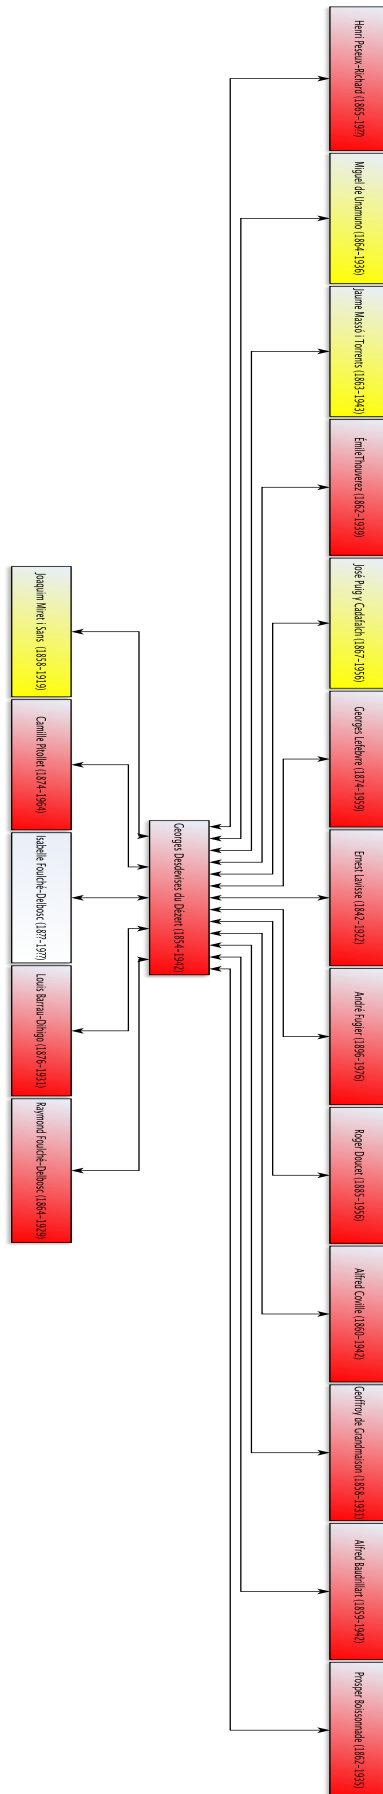 Henri Peseux-Richard (1865-19??)
Miguel de Unamuno (1864-1936)
Jaume Massó i Torrents (1863-1943)
ÉmileThouverez (1862-1939)
José Puig y Cadafalch (1867-1956)
Georges Lefebvre (1874-1959)
Ernest Lavisse (1842-1922)
André Fugier (1896-1976)
Roger Doucet (1885-1956)
Alfred Coville (1860-1942)
Geoffroy de Grandmaison (1858-1931)
Alfred Baudrillart (1859-1942)
Prosper Boissonnade (1862-1935)
Georges Desdevises du Dézert (1854-1942)
Joaquim Miret i Sans (1858-1919)
Camille Pitollet (1874-1964)
Isabelle Foulché-Delbosc (18??-19??)
Louis Barrau-Dihigo (1876-1931)
Raymond Foulché-Delbosc (1864-1929)